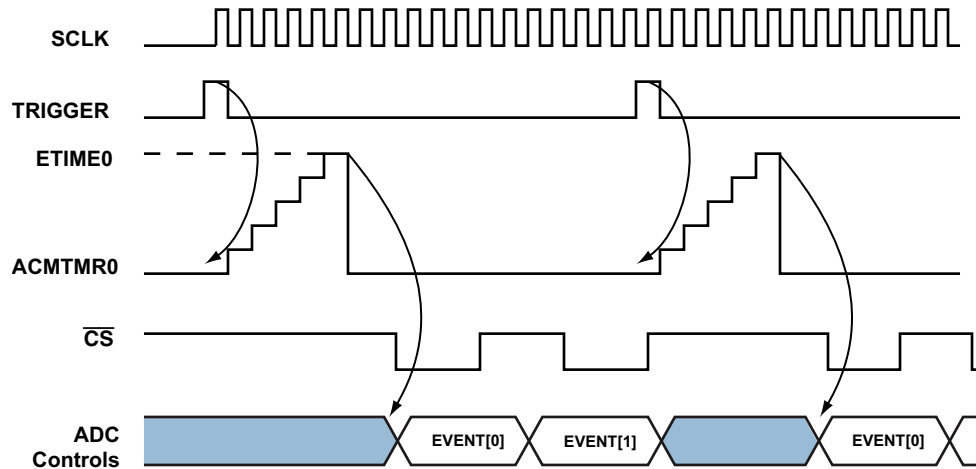 SCLK
TRIGGER
ETIME0
ACMTMR0
CS
ADC
Controls
EVENT[0]
EVENT[1]
EVENT[0]